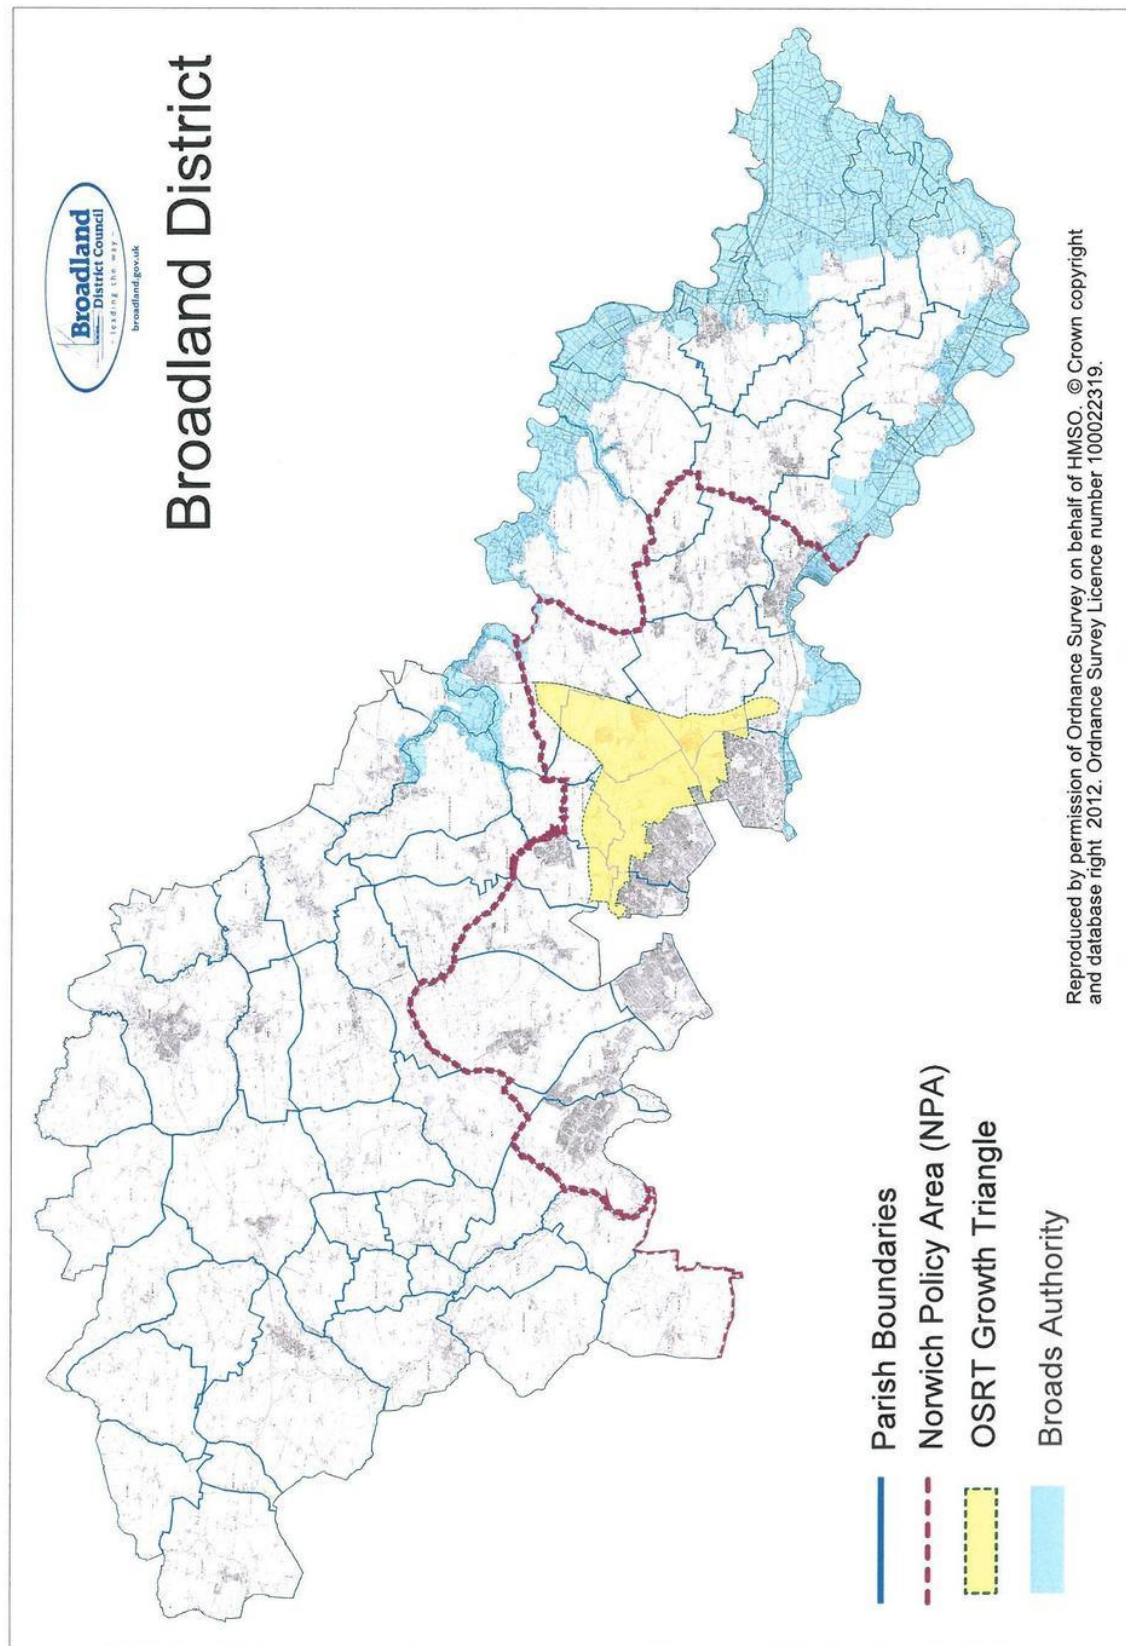 Broadland
District Council
- leading the way -
broadland.gov.uk
Broadland District
Parish Boundaries
Norwich Policy Area (NPA)
OSRT Growth Triangle
Broads Authority
Reproduced by permission of Ordnance Survey on behalf of HMSO. © Crown copyright
and database right 2012. Ordnance Survey Licence number 100022319.